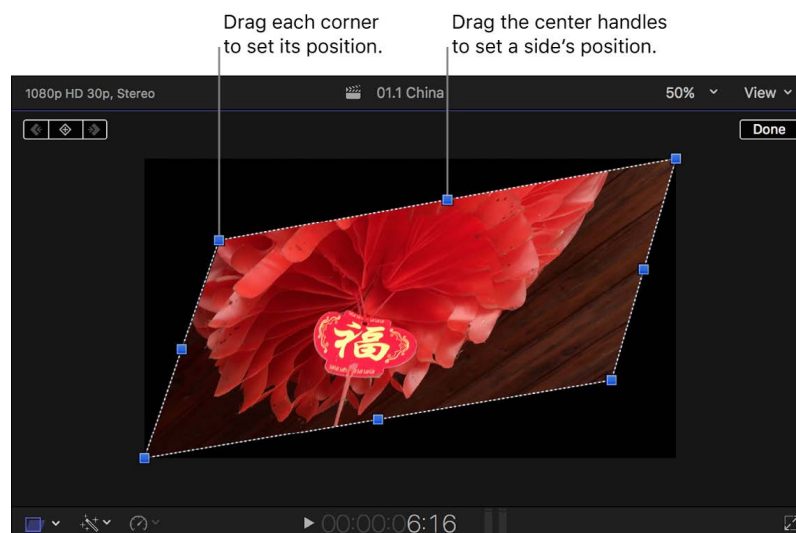 Drag each corner
to set its position.
Drag the center handles
to set a side's position.
1080p HD 30p, Stereo
01.1 China
50%
View
Done
福
00:00:06:16